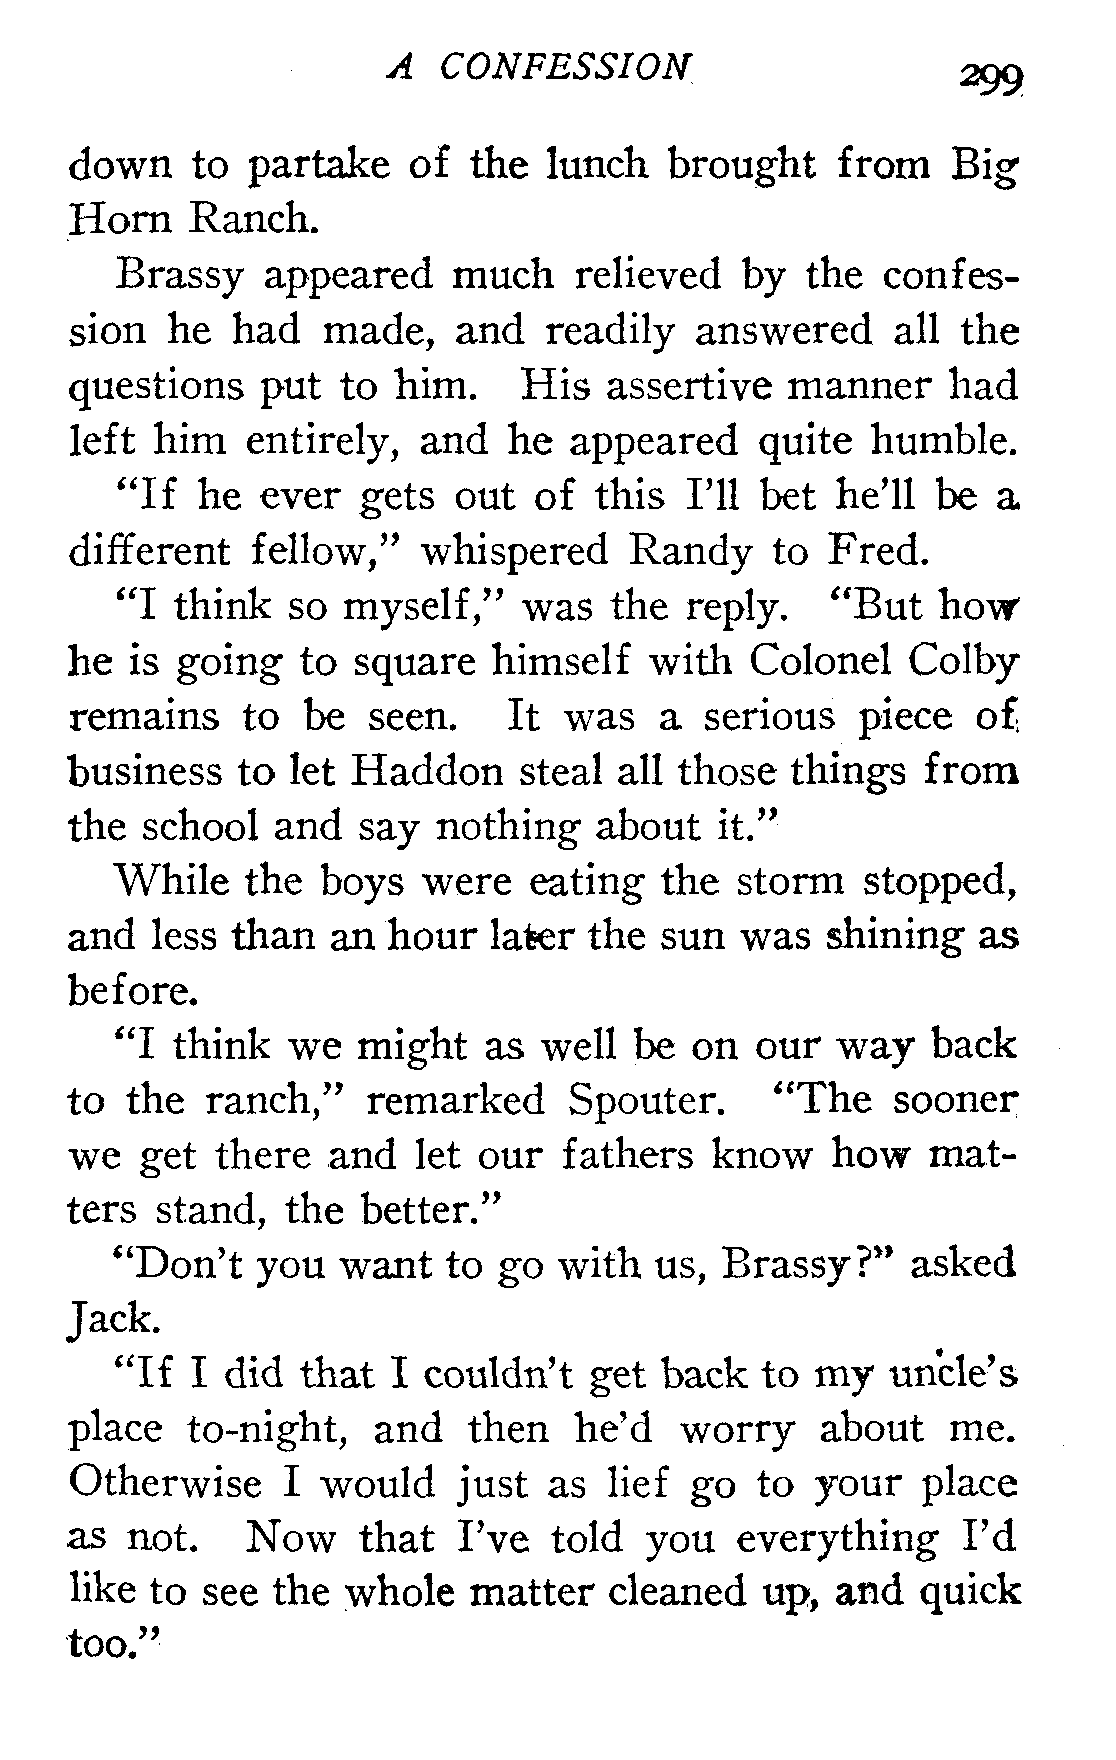 A CONFESSION 299
down to partake of the lunch brought from Big
Horn Ranch.
Brassy appeared much relieved by the confes-
sion he had made, and readily answered all the
questions put to him. His assertive manner had
left him entirely, and he appeared quite humble.
“If he ever gets out of this I’ll bet he’ll be a
different fellow,” whispered Randy to Fred.
“I think so myself,” was the reply. “But how
he is going to square himself with Colonel Colby
remains to be seen. It was a serious piece of
business to let Haddon steal all those things from
the school and say nothing about it.”
While the boys were eating the storm stopped,
and less than an hour later the sun was shining as
before.
“I think we might as well be on our way back
to the ranch,” remarked Spouter. “The sooner
we get there and let our fathers know how mat-
ters stand, the better.”
“Don’t you want to go with us, Brassy?” asked
Jack.
“If I did that I couldn’t get back to my uncle’s
place to-night, and then he’d worry about me.
Otherwise I would just as lief go to your place
as not. Now that I’ve told you everything I’d
like to see the whole matter cleaned up, and quick
too.”